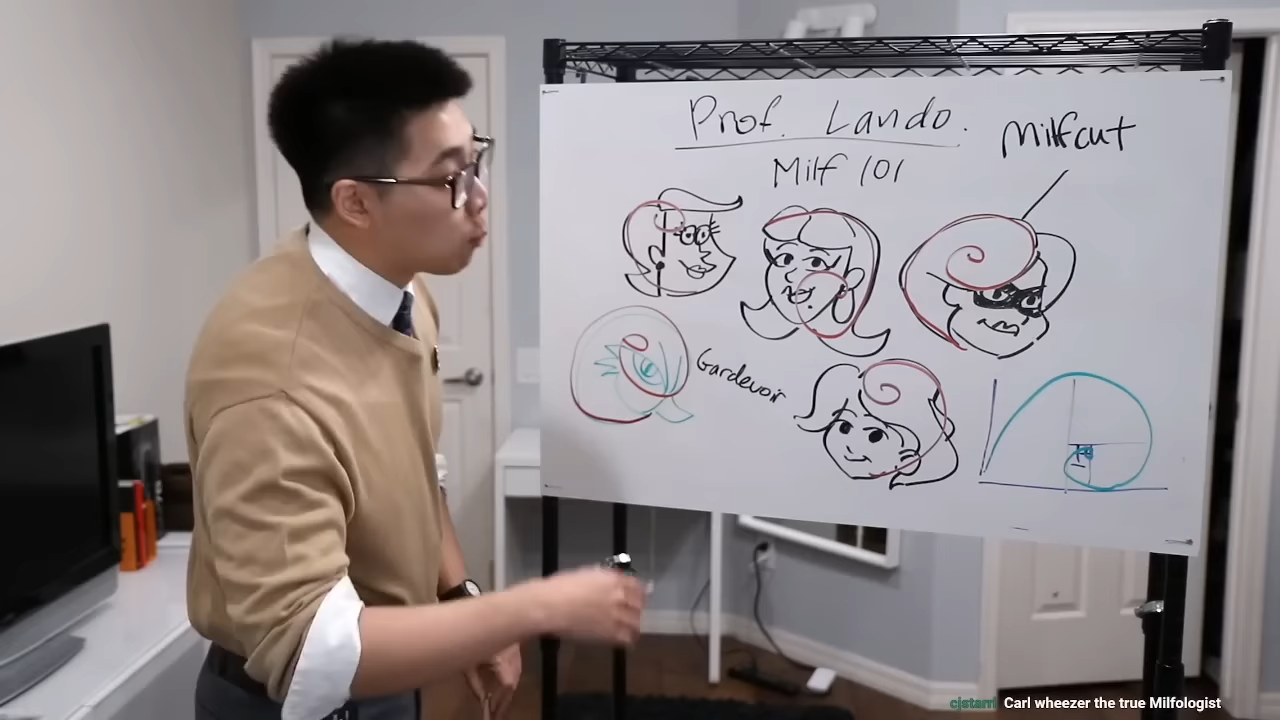 Prof. Lando.
Milfcut
Milf 101
Gardevoir
cjstarri Carl wheezer the true Milfologist